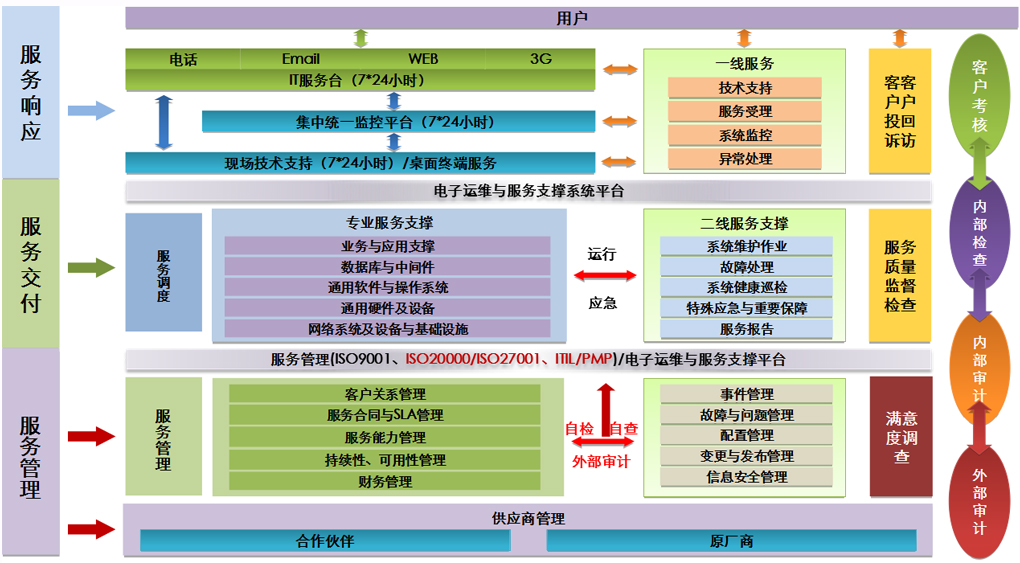 用户
服务响应
电话 Email WEB 3G
IT服务台（7*24小时）
集中统一监控平台（7*24小时）
现场技术支持（7*24小时）/桌面终端服务
一线服务
技术支持
服务受理
系统监控
异常处理
客户投诉
客户回访
客户考核
电子运维与服务支撑系统平台
服务交付
服务调度
专业服务支撑
业务与应用支撑
数据库与中间件
通用软件与操作系统
通用硬件及设备
网络系统及设备与基础设施
运行
应急
二线服务支撑
系统维护作业
故障处理
系统健康巡检
特殊应急与重要保障
服务报告
服务
质量
监督
检查
内部检查
服务管理(ISO9001、ISO20000/ISO27001、ITIL/PMP)/电子运维与服务支撑平台
内部审计
服务管理
服务管理
客户关系管理
服务合同与SLA管理
服务能力管理
持续性、可用性管理
财务管理
自检 自查
外部审计
事件管理
故障与问题管理
配置管理
变更与发布管理
信息安全管理
满意
度调
查
外部审计
供应商管理
合作伙伴
原厂商